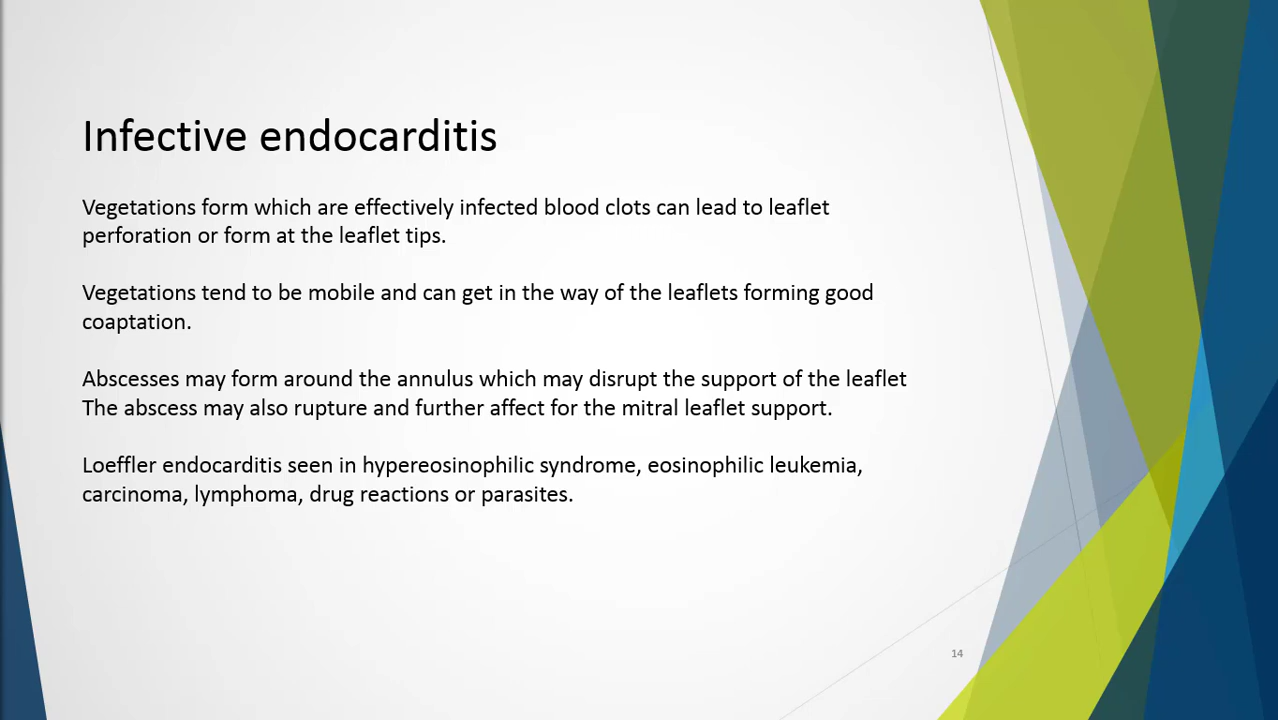 Infective endocarditis
Vegetations form which are effectively infected blood clots can lead to leaflet
perforation or form at the leaflet tips.
Vegetations tend to be mobile and can get in the way of the leaflets forming good
coaptation.
Abscesses may form around the annulus which may disrupt the support of the leaflet
The abscess may also rupture and further affect for the mitral leaflet support.
Loeffler endocarditis seen in hypereosinophilic syndrome, eosinophilic leukemia,
carcinoma, lymphoma, drug reactions or parasites.
14